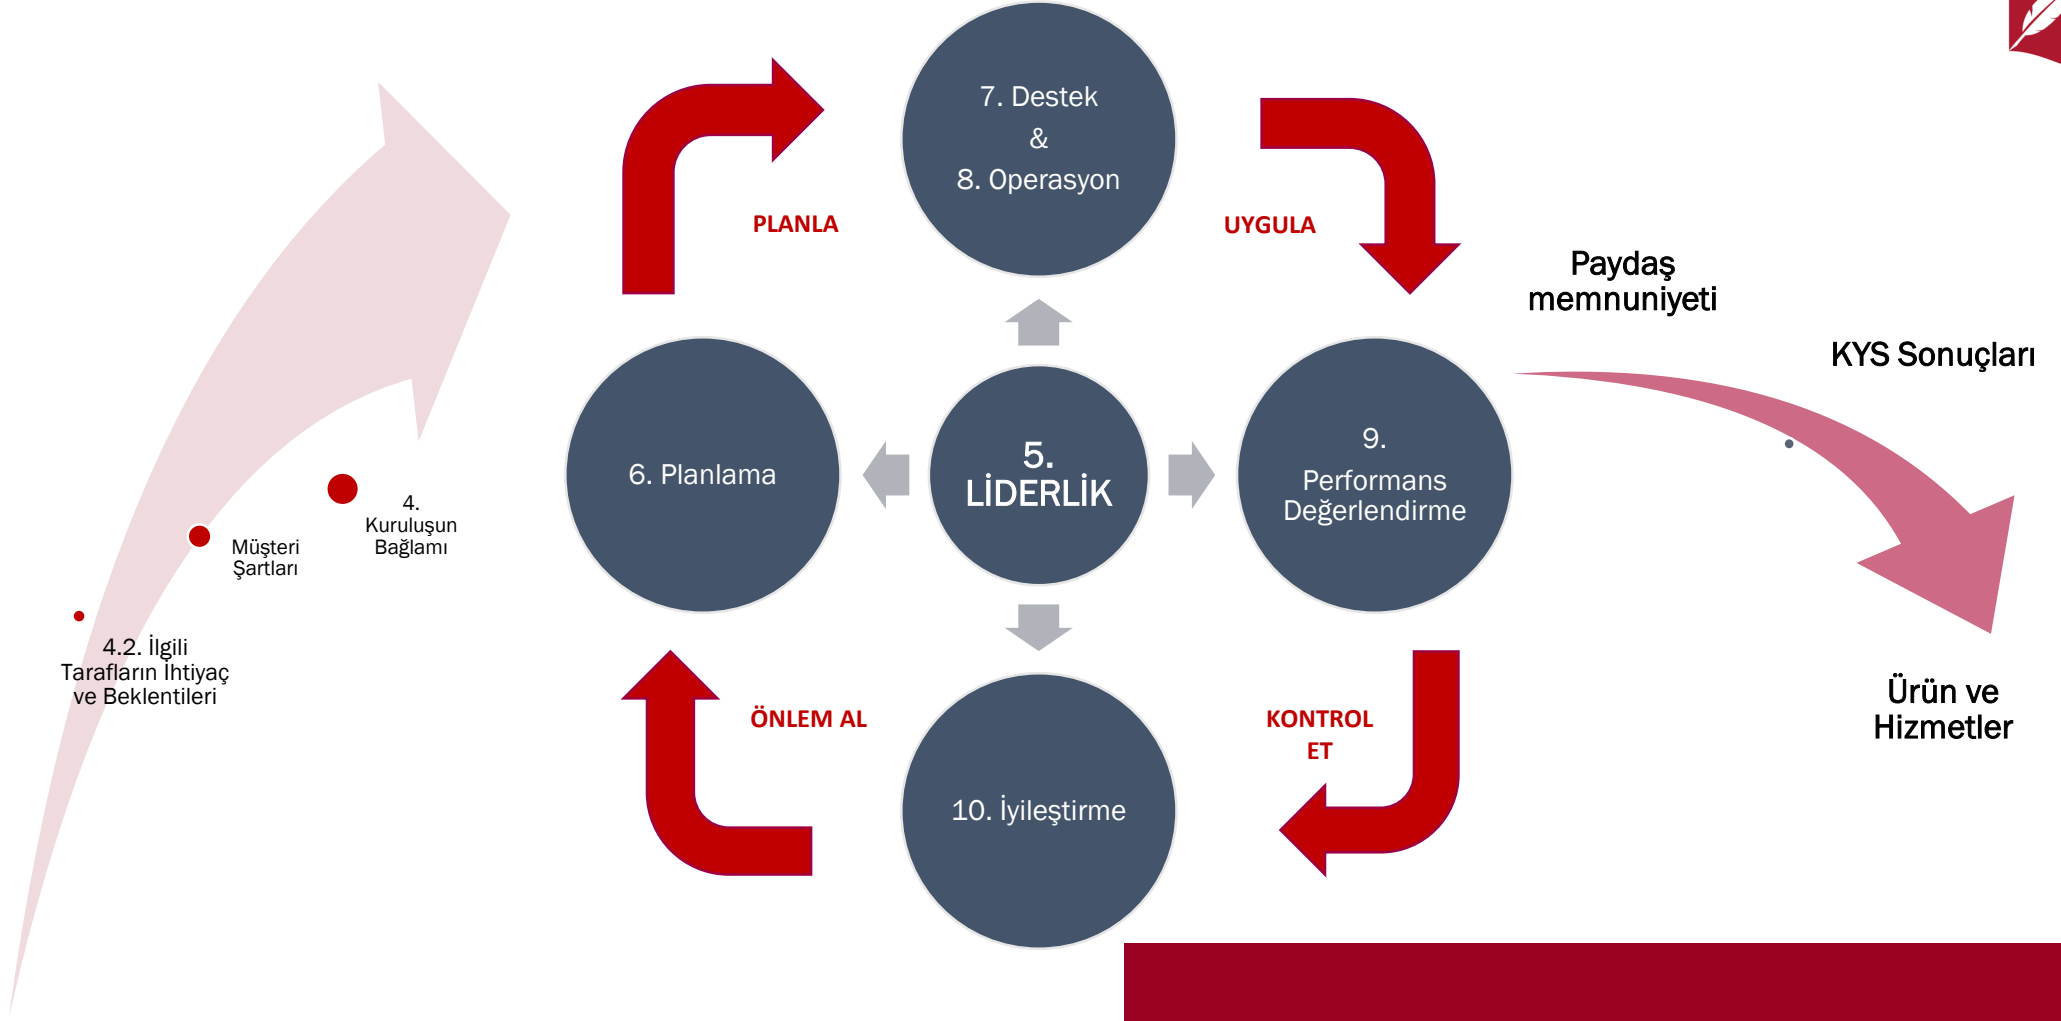 7. Destek
&
8. Operasyon
PLANLA
UYGULA
Paydaş
memnuniyeti
KYS Sonuçları
6. Planlama
5.
LİDERLİK
9.
Performans
Değerlendirme
4.
Kuruluşun
Bağlamı
Müşteri
Şartları
4.2. İlgili
Tarafların İhtiyaç
ve Beklentileri
ÖNLEM AL
KONTROL
ET
Ürün ve
Hizmetler
10. İyileştirme